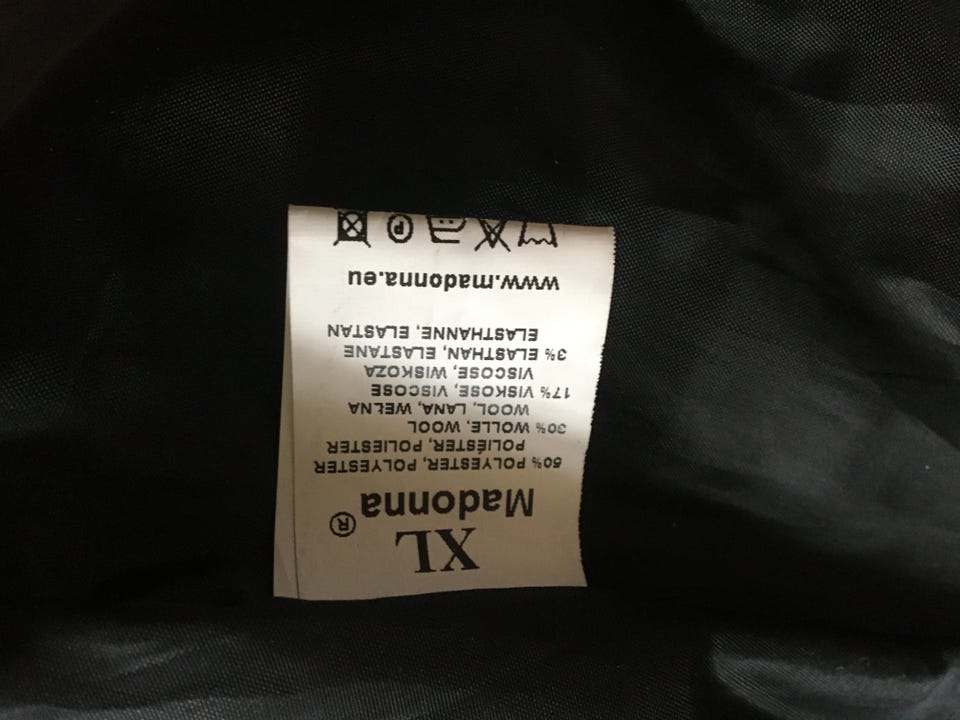 XL
Madonna®
50% POLYESTER, POLYESTER
POLIÉSTER, POLIESTER
30% WOLLE, WOOL
WOOL, LANA, WEŁNA
17% VISKOSE, VISCOSE
VISCOSE, WISKOZA
3% ELASTHAN, ELASTANE
ELASTHANNE, ELASTAN
www.madonna.eu
P